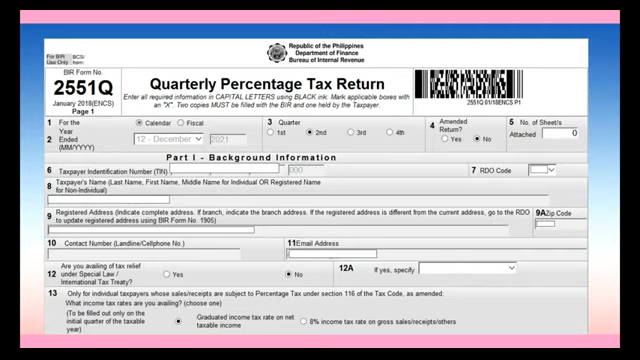 For BIR
Use Only
BCS/
Item:
Republic of the Philippines
Department of Finance
Bureau of Internal Revenue
BIR Form No.
2551Q
January 2018(ENCS)
Page 1
Quarterly Percentage Tax Return
Enter all required information in CAPITAL LETTERS using BLACK ink. Mark applicable boxes with
an "X". Two copies MUST be filled with the BIR and one held by the Taxpayer.
2551Q 01/18ENCS P1
1 For the Calendar Fiscal
Year
2 Ended 12 - December 2021
(MM/YYYY)
3 Quarter
1st 2nd 3rd 4th
4 Amended
Return?
Yes No
5 No. of Sheet/s
Attached 0
Part I - Background Information
6 Taxpayer Indentification Number (TIN) 000 7 RDO Code
8 Taxpayer's Name (Last Name, First Name, Middle Name for Individual OR Registered Name
for Non-Individual)
9 Registered Address (Indicate complete address. If branch, indicate the branch address. If the registered address is different from the current address, go to the RDO
to update registered address using BIR Form No. 1905)
9A Zip Code
10 Contact Number (Landline/Cellphone No.) 11 Email Address
12 Are you availing of tax relief
under Special Law /
International Tax Treaty?
Yes No
12A If yes, specify
13 Only for individual taxpayers whose sales/receipts are subject to Percentage Tax under section 116 of the Tax Code, as amended:
What income tax rates are you availing? (choose one)
(To be filled out only on the
initial quarter of the taxable
year)
Graduated income tax rate on net
taxable income
8% income tax rate on gross sales/receipts/others